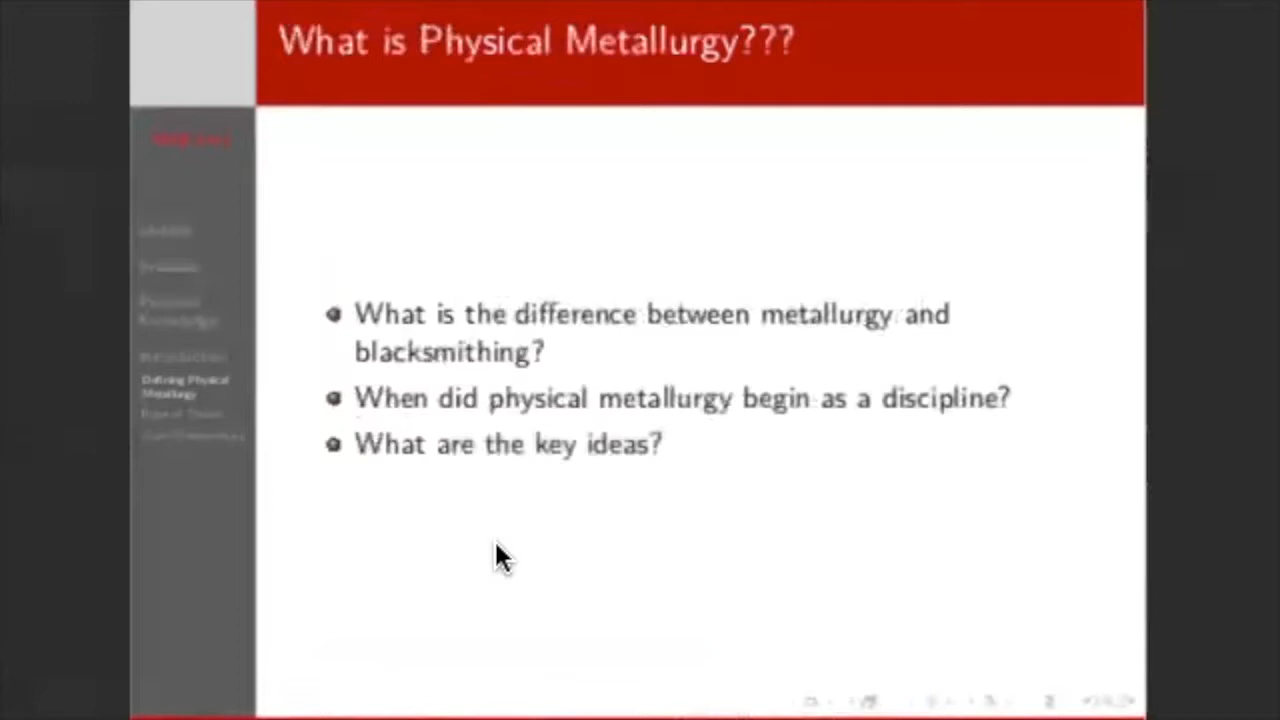 What is Physical Metallurgy???
Defining Physical
Metallurgy
What is the difference between metallurgy and
blacksmithing?
When did physical metallurgy begin as a discipline?
What are the key ideas?